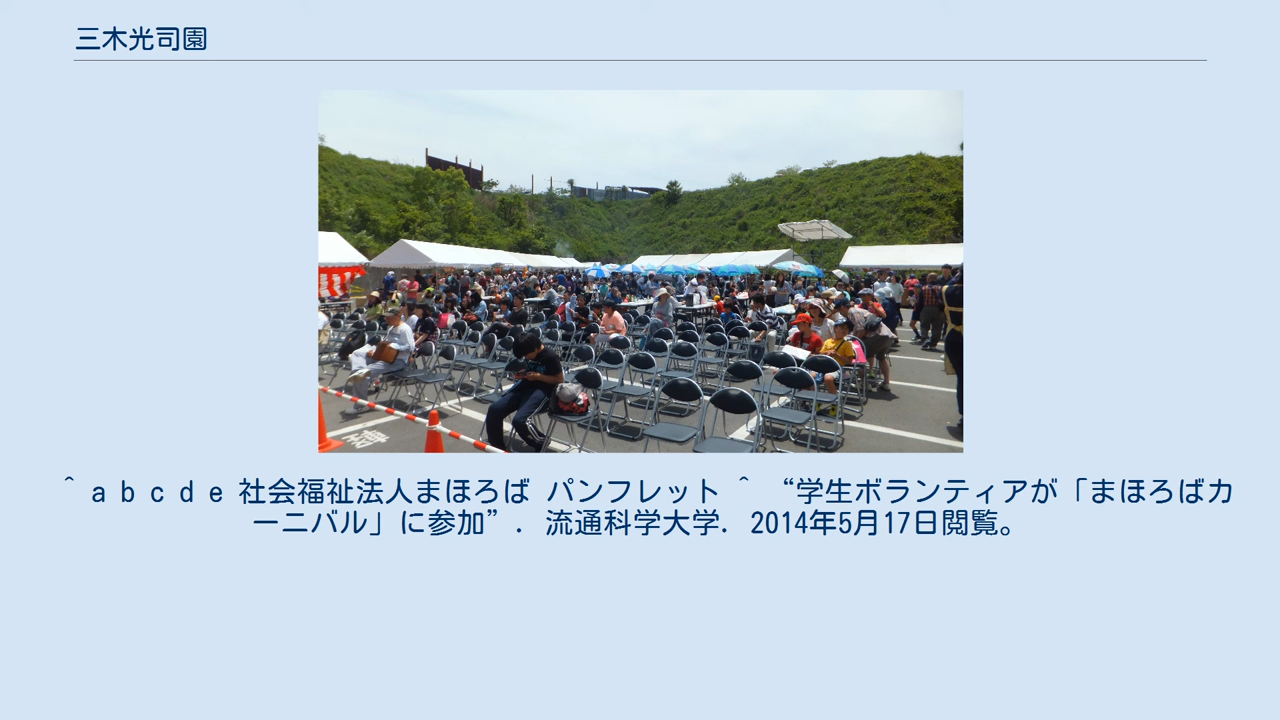 三木光司園
^ a b c d e 社会福祉法人まほろば パンフレット ^ “学生ボランティアが「まほろばカ
ーニバル」に参加”. 流通科学大学. 2014年5月17日閲覧。